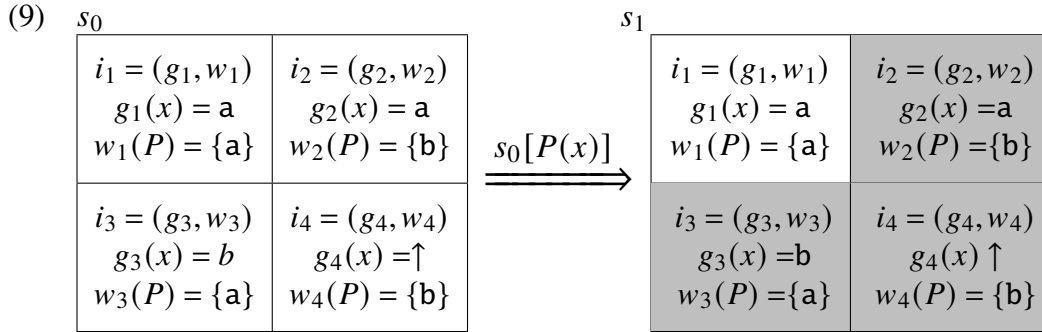 (9) s₀ s₁
i₁ = (g₁, w₁) i₂ = (g₂, w₂) i₁ = (g₁, w₁) i₂ = (g₂, w₂)
g₁(x) = a g₂(x) = a g₁(x) = a g₂(x) =a
w₁(P) = {a} w₂(P) = {b} w₁(P) = {a} w₂(P) ={b}
s₀[P(x)]
⟹
i₃ = (g₃, w₃) i₄ = (g₄, w₄) i₃ = (g₃, w₃) i₄ = (g₄, w₄)
g₃(x) = b g₄(x) =↑ g₃(x) =b g₄(x) ↑
w₃(P) = {a} w₄(P) = {b} w₃(P) ={a} w₄(P) = {b}